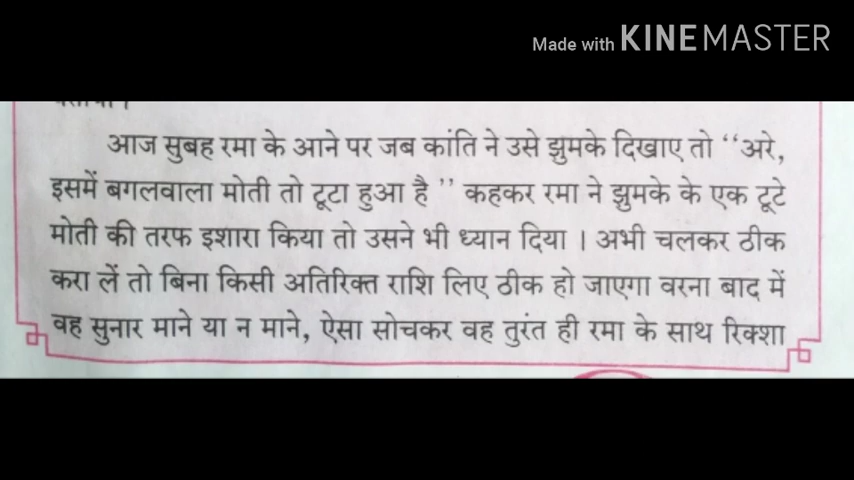 Made with KINEMASTER
आज सुबह रमा के आने पर जब कांति ने उसे झुमके दिखाए तो ‘‘अरे,
इसमें बगलवाला मोती तो टूटा हुआ है ’’ कहकर रमा ने झुमके के एक टूटे
मोती की तरफ इशारा किया तो उसने भी ध्यान दिया । अभी चलकर ठीक
करा लें तो बिना किसी अतिरिक्त राशि लिए ठीक हो जाएगा वरना बाद में
वह सुनार माने या न माने, ऐसा सोचकर वह तुरंत ही रमा के साथ रिक्शा